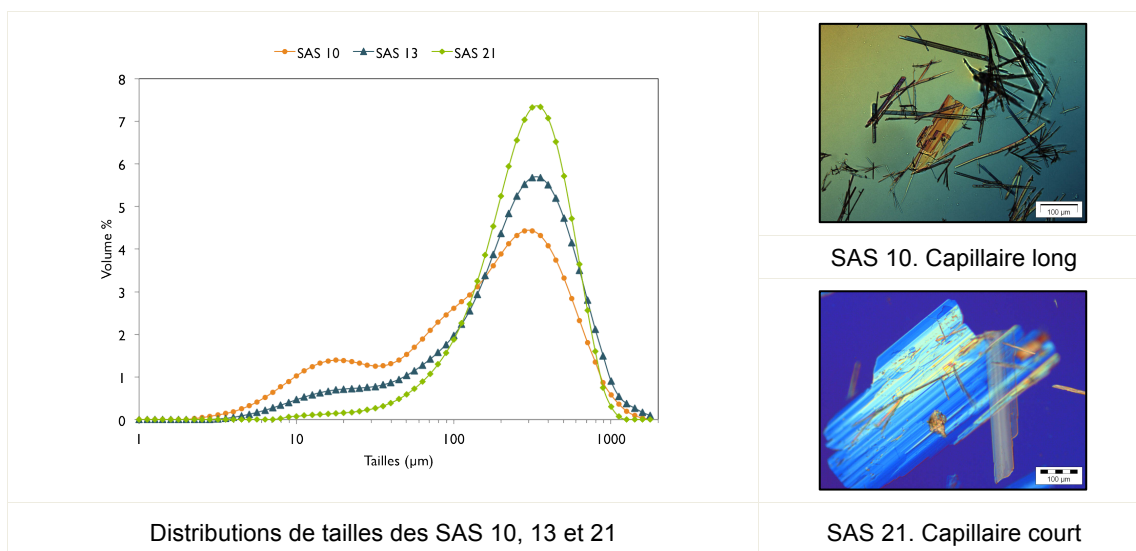 SAS 10 SAS 13 SAS 21
8
7
6
5
4
3
2
1
0
Volume %
1 10 100 1000
Tailles (µm)
Distributions de tailles des SAS 10, 13 et 21
100 µm
SAS 10. Capillaire long
100 µm
SAS 21. Capillaire court